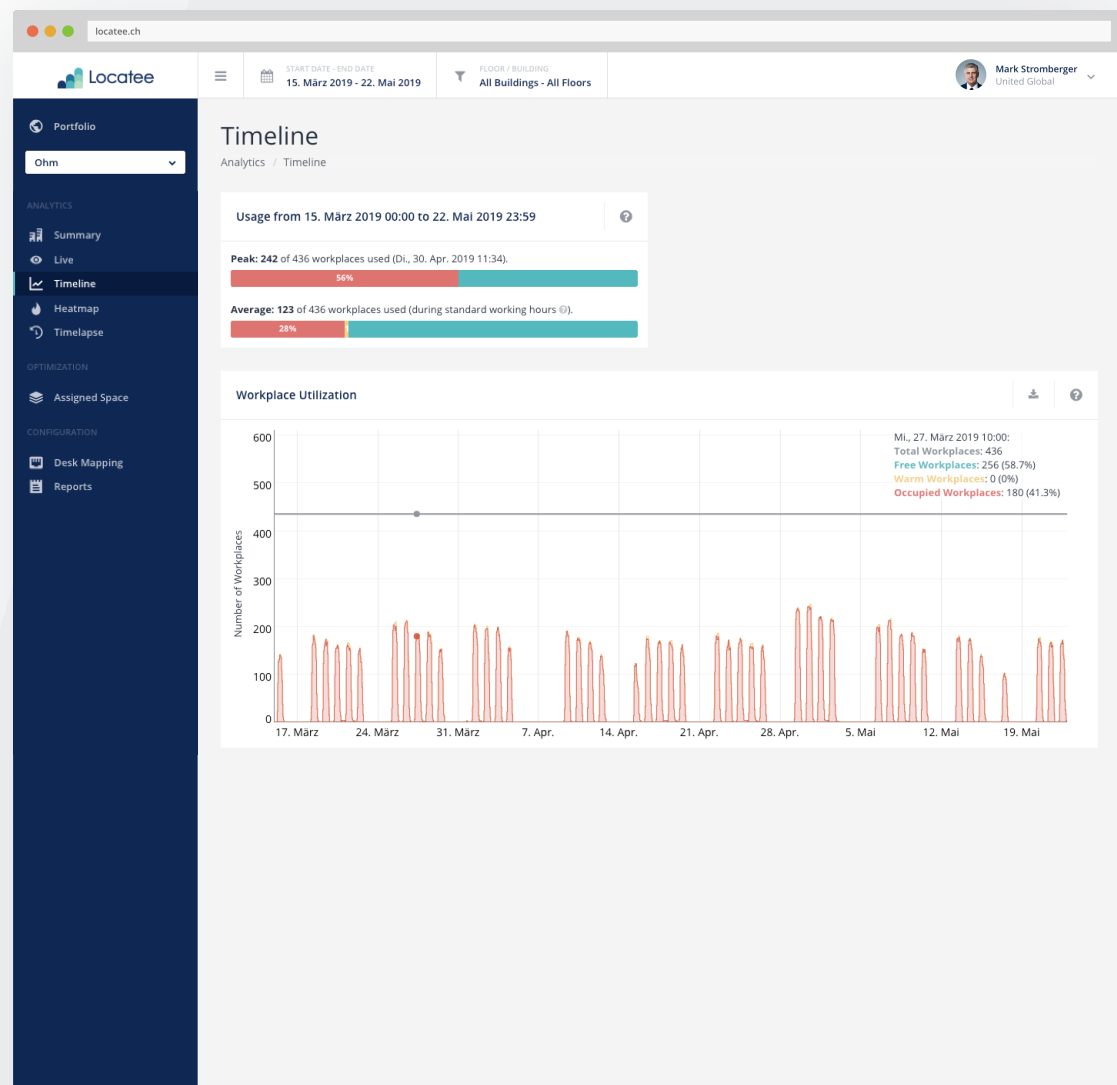 locatee.ch
Locatee
START DATE - END DATE
15. März 2019 - 22. Mai 2019
FLOOR / BUILDING
All Buildings - All Floors
Mark Stromberger
United Global
Portfolio
Ohm
ANALYTICS
Summary
Live
Timeline
Heatmap
Timelapse
OPTIMIZATION
Assigned Space
CONFIGURATION
Desk Mapping
Reports
Timeline
Analytics / Timeline
Usage from 15. März 2019 00:00 to 22. Mai 2019 23:59
Peak: 242 of 436 workplaces used (Di., 30. Apr. 2019 11:34).
56%
Average: 123 of 436 workplaces used (during standard working hours ?).
28%
Workplace Utilization
Mi., 27. März 2019 10:00:
Total Workplaces: 436
Free Workplaces: 256 (58.7%)
Warm Workplaces: 0 (0%)
Occupied Workplaces: 180 (41.3%)
Number of Workplaces
600
500
400
300
200
100
0
17. März 24. März 31. März 7. Apr. 14. Apr. 21. Apr. 28. Apr. 5. Mai 12. Mai 19. Mai